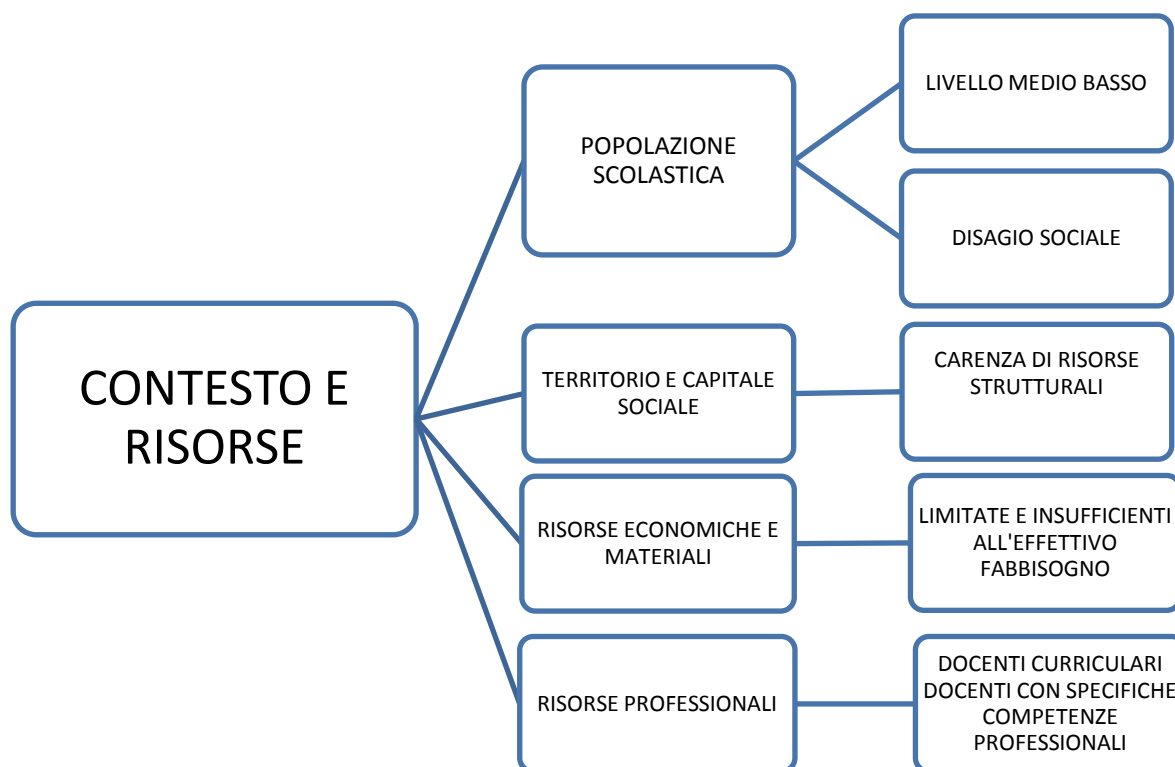 CONTESTO E
RISORSE
POPOLAZIONE
SCOLASTICA
LIVELLO MEDIO BASSO
DISAGIO SOCIALE
TERRITORIO E CAPITALE
SOCIALE
CARENZA DI RISORSE
STRUTTURALI
RISORSE ECONOMICHE E
MATERIALI
LIMITATE E INSUFFICIENTI
ALL'EFFETTIVO
FABBISOGNO
RISORSE PROFESSIONALI
DOCENTI CURRICULARI
DOCENTI CON SPECIFICHE
COMPETENZE
PROFESSIONALI